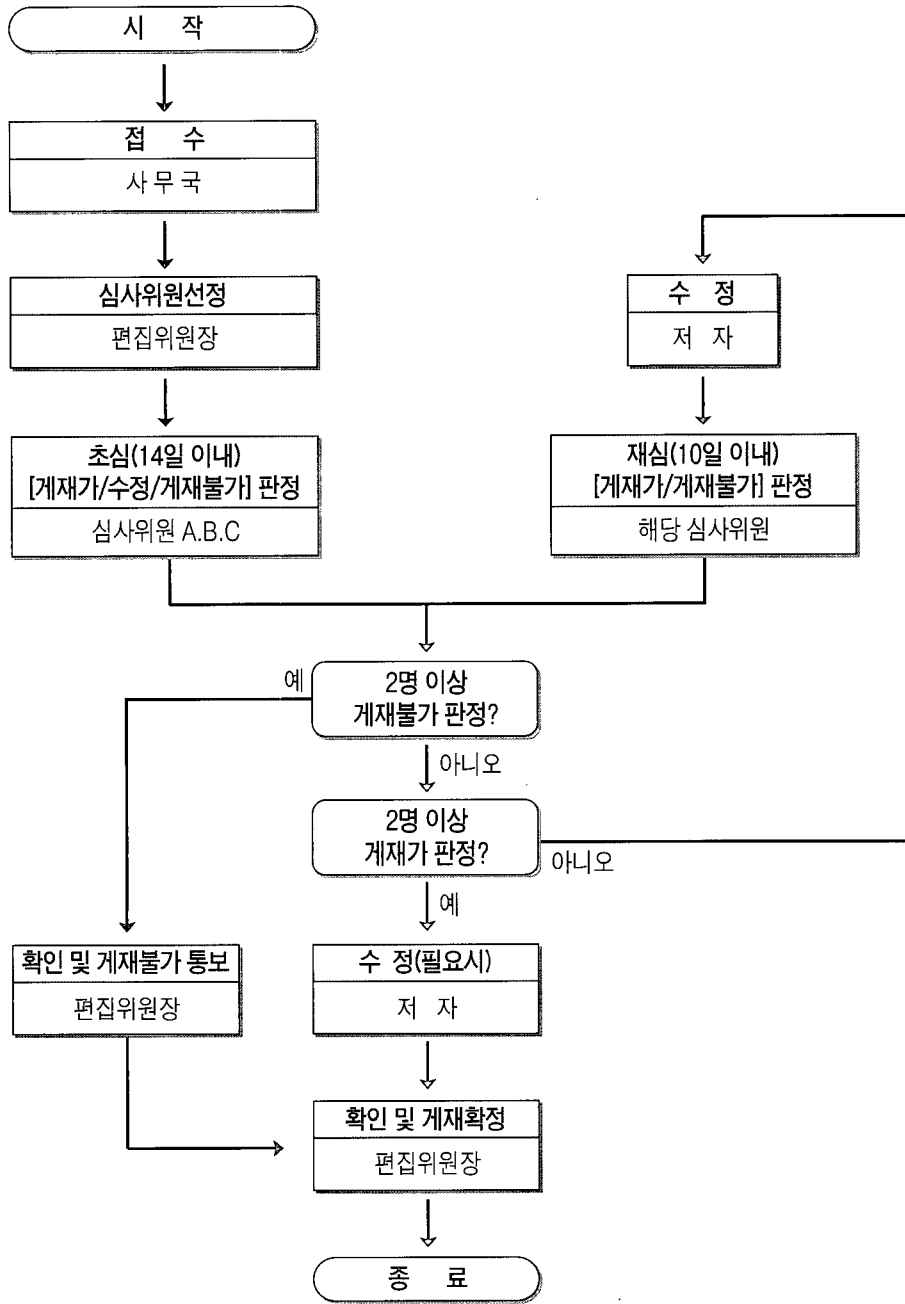 시 작
접 수
사 무 국
심사위원선정
편집위원장
초심(14일 이내)
[게재가/수정/게재불가] 판정
심사위원 A.B.C
수 정
저 자
재심(10일 이내)
[게재가/게재불가] 판정
해당 심사위원
예
2명 이상
게재불가 판정?
아니오
2명 이상
게재가 판정?
아니오
예
확인 및 게재불가 통보
편집위원장
수 정(필요시)
저 자
확인 및 게재확정
편집위원장
종 료